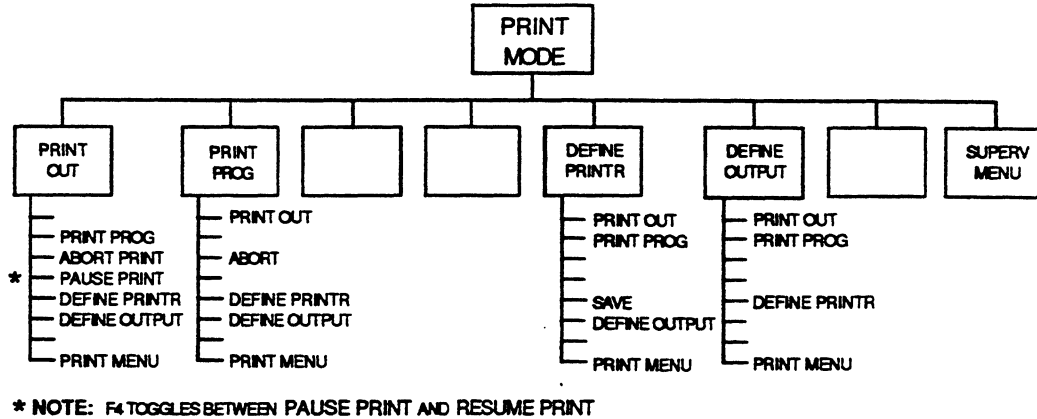 PRINT
MODE
PRINT
OUT
PRINT
PROG
DEFINE
PRINTR
DEFINE
OUTPUT
SUPERV
MENU
PRINT PROG
ABORT PRINT
* PAUSE PRINT
DEFINE PRINTR
DEFINE OUTPUT
PRINT MENU
PRINT OUT
ABORT
DEFINE PRINTR
DEFINE OUTPUT
PRINT MENU
PRINT OUT
PRINT PROG
SAVE
DEFINE OUTPUT
PRINT MENU
PRINT OUT
PRINT PROG
DEFINE PRINTR
PRINT MENU
* NOTE: F4 TOGGLES BETWEEN PAUSE PRINT AND RESUME PRINT